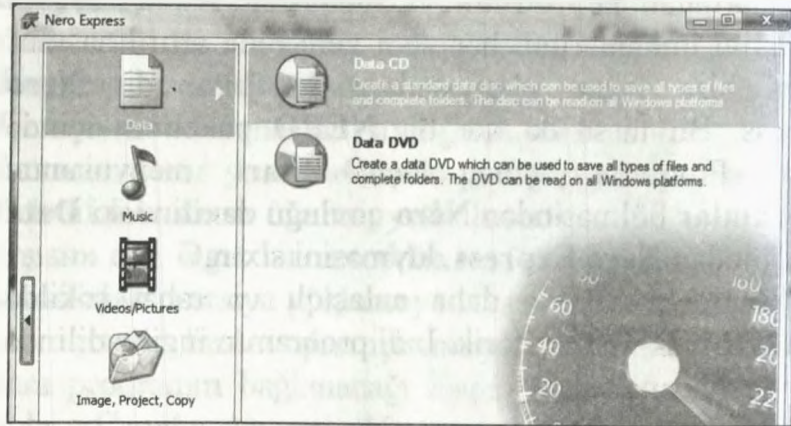 Nero Express
Data
Music
Videos/Pictures
Image, Project, Copy
Data CD
Create a standard data disc which can be used to save all types of files
and complete folders. The disc can be read on all Windows platforms
Data DVD
Create a data DVD which can be used to save all types of files and
complete folders. The DVD can be read on all Windows platforms.
60
40
20
180